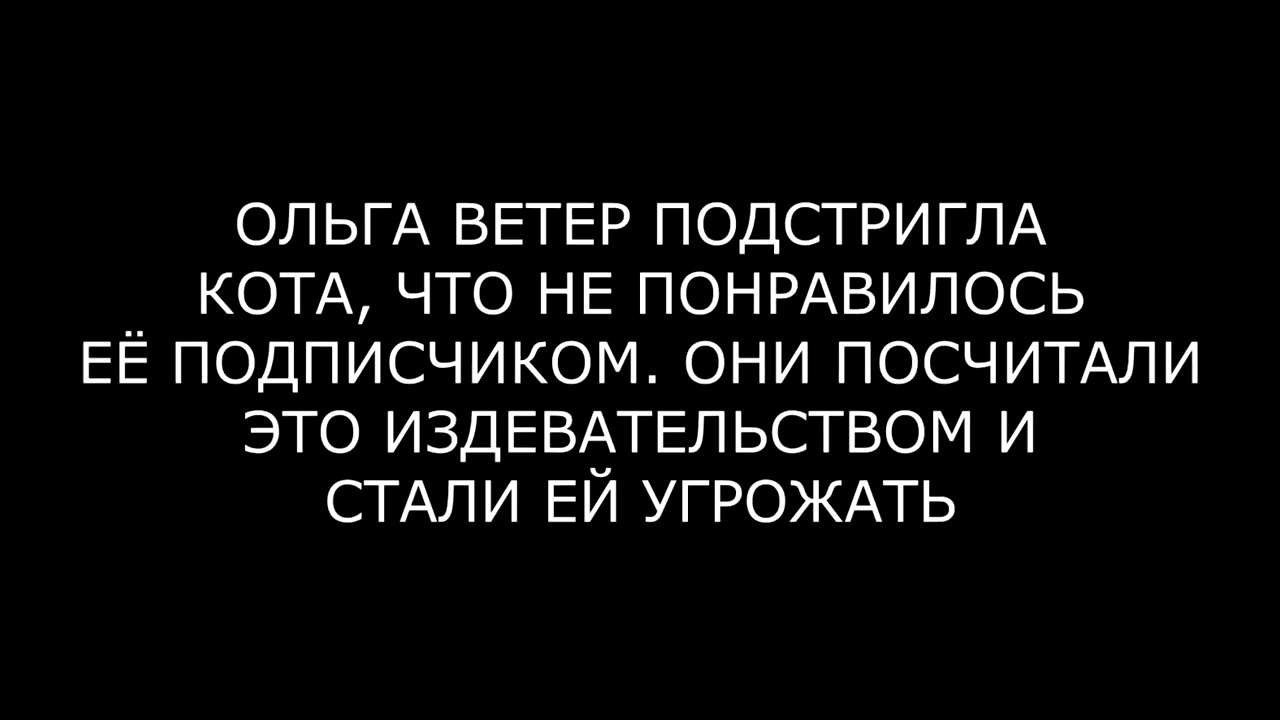 ОЛЬГА ВЕТЕР ПОДСТРИГЛА
КОТА, ЧТО НЕ ПОНРАВИЛОСЬ
ЕЁ ПОДПИСЧИКОМ. ОНИ ПОСЧИТАЛИ
ЭТО ИЗДЕВАТЕЛЬСТВОМ И
СТАЛИ ЕЙ УГРОЖАТЬ